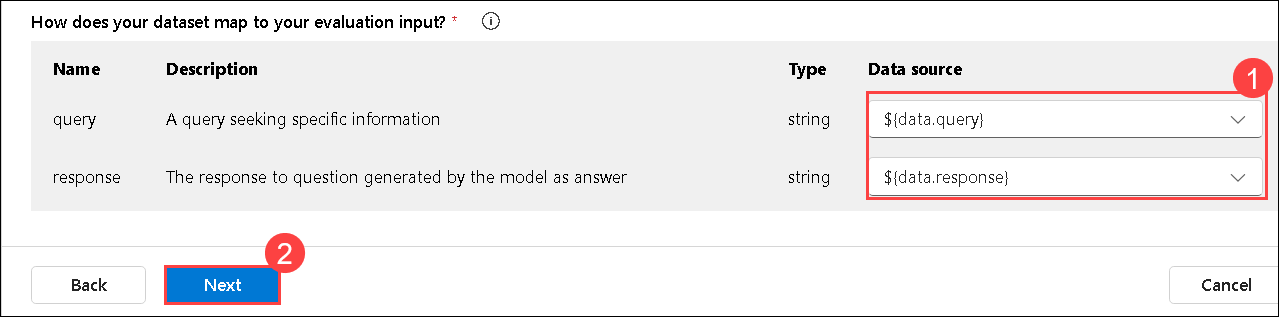 How does your dataset map to your evaluation input? *
Name Description Type Data source
1
query A query seeking specific information string ${data.query}
response The response to question generated by the model as answer string ${data.response}
2
Back Next Cancel